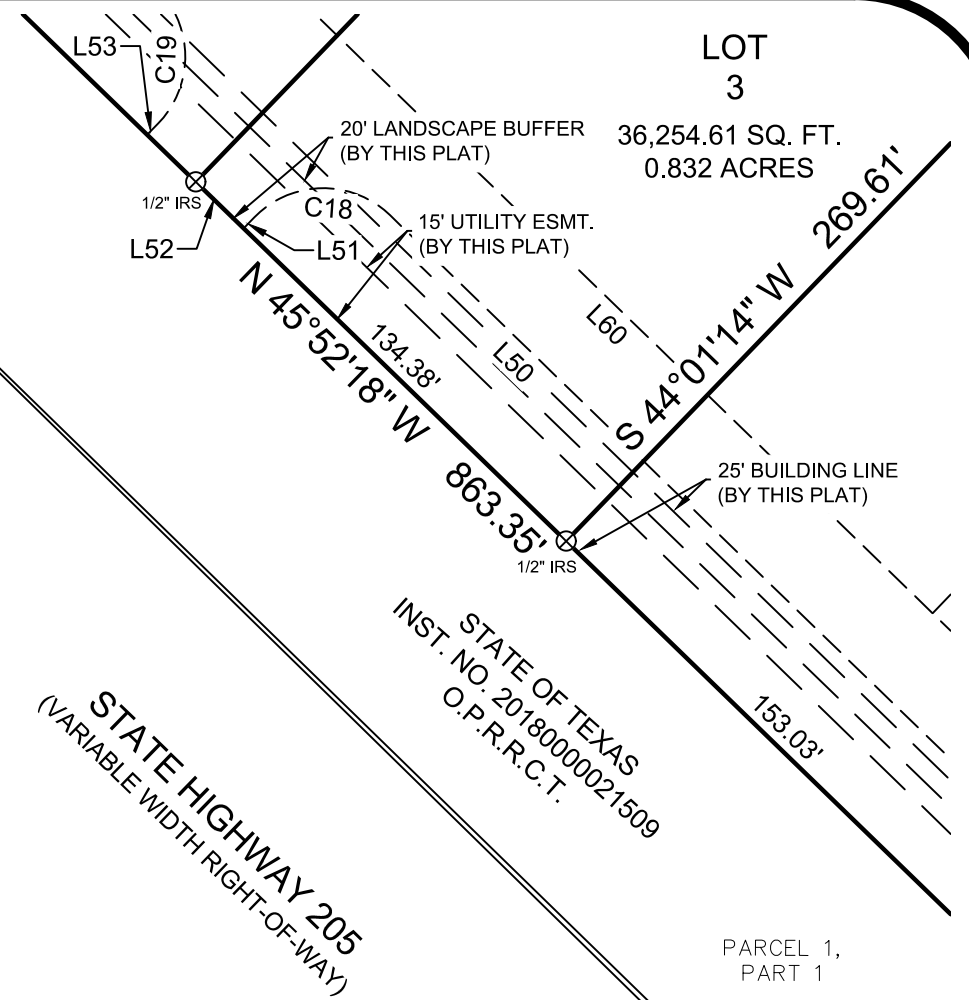 L53
C19
LOT
3
36,254.61 SQ. FT.
0.832 ACRES
20' LANDSCAPE BUFFER
(BY THIS PLAT)
1/2" IRS
C18
L52
L51
15' UTILITY ESMT.
(BY THIS PLAT)
S 44°01'14" W 269.61'
L60
L50
134.38'
N 45°52'18" W 863.35'
25' BUILDING LINE
(BY THIS PLAT)
1/2" IRS
STATE OF TEXAS
INST. NO. 20180000021509
O.P.R.R.C.T.
153.03'
STATE HIGHWAY 205
(VARIABLE WIDTH RIGHT-OF-WAY)
PARCEL 1,
PART 1